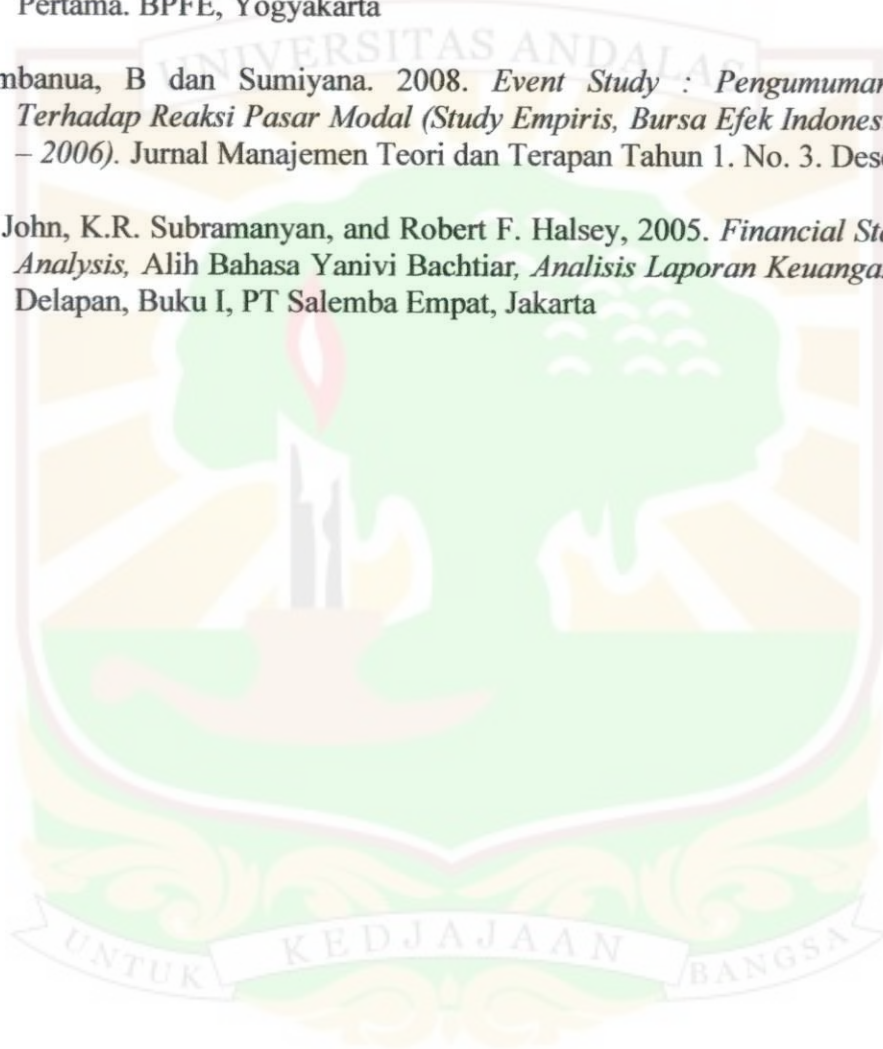 Pertama. BPFE, Yogyakarta
UNIVERSITAS ANDALAS
mbanua, B dan Sumiyana. 2008. Event Study : Pengumuman
Terhadap Reaksi Pasar Modal (Study Empiris, Bursa Efek Indones
– 2006). Jurnal Manajemen Teori dan Terapan Tahun 1. No. 3. Des
John, K.R. Subramanyan, and Robert F. Halsey, 2005. Financial St
Analysis, Alih Bahasa Yanivi Bachtiar, Analisis Laporan Keuanga
Delapan, Buku I, PT Salemba Empat, Jakarta
UNTUK KEDJAJAAN BANGSA